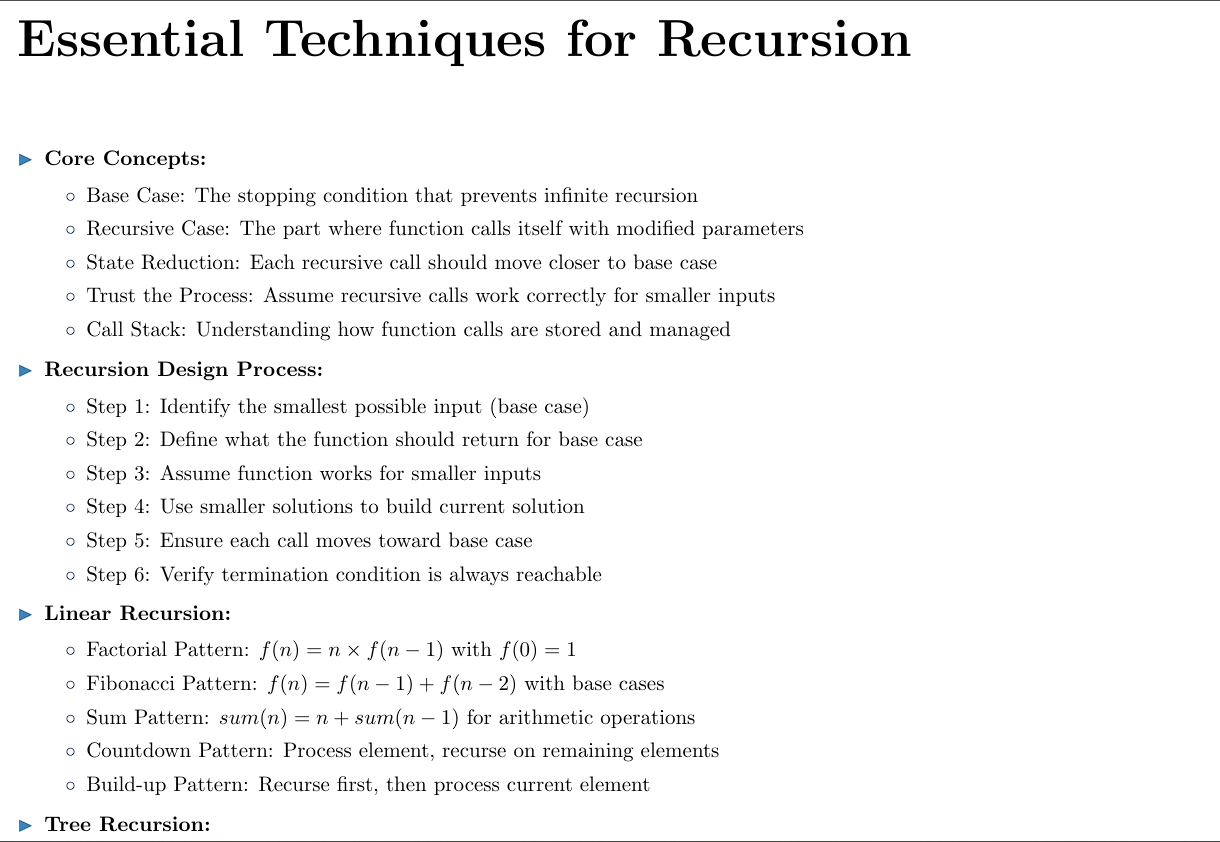 Essential Techniques for Recursion
▶ Core Concepts:
○ Base Case: The stopping condition that prevents infinite recursion
○ Recursive Case: The part where function calls itself with modified parameters
○ State Reduction: Each recursive call should move closer to base case
○ Trust the Process: Assume recursive calls work correctly for smaller inputs
○ Call Stack: Understanding how function calls are stored and managed
▶ Recursion Design Process:
○ Step 1: Identify the smallest possible input (base case)
○ Step 2: Define what the function should return for base case
○ Step 3: Assume function works for smaller inputs
○ Step 4: Use smaller solutions to build current solution
○ Step 5: Ensure each call moves toward base case
○ Step 6: Verify termination condition is always reachable
▶ Linear Recursion:
○ Factorial Pattern: f(n) = n × f(n − 1) with f(0) = 1
○ Fibonacci Pattern: f(n) = f(n − 1) + f(n − 2) with base cases
○ Sum Pattern: sum(n) = n + sum(n − 1) for arithmetic operations
○ Countdown Pattern: Process element, recurse on remaining elements
○ Build-up Pattern: Recurse first, then process current element
▶ Tree Recursion: